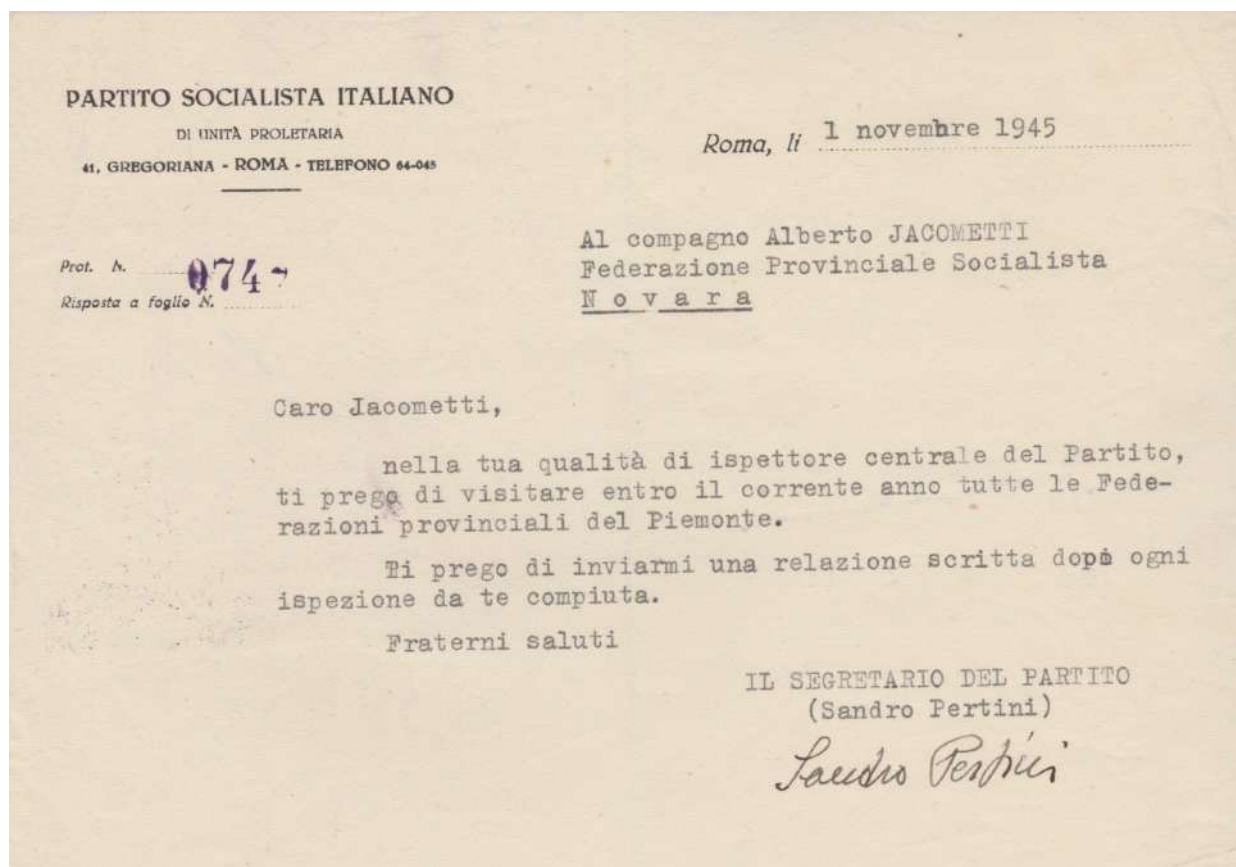 PARTITO SOCIALISTA ITALIANO
DI UNITÀ PROLETARIA
41, GREGORIANA - ROMA - TELEFONO 64-045
Roma, li 1 novembre 1945
Al compagno Alberto JACOMETTI
Federazione Provinciale Socialista
Novara
Prot. N. 0747
Risposta a foglio N.
Caro Jacometti,
nella tua qualità di ispettore centrale del Partito,
ti prego di visitare entro il corrente anno tutte le Fede-
razioni provinciali del Piemonte.
Ti prego di inviarmi una relazione scritta dopo ogni
ispezione da te compiuta.
Fraterni saluti
IL SEGRETARIO DEL PARTITO
(Sandro Pertini)
Sandro Pertini